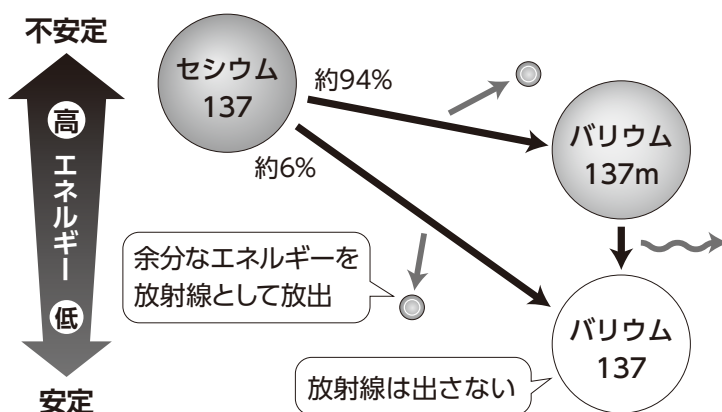 不安定
高
エネルギー
低
安定
セシウム
137
約94%
約6%
バリウム
137m
余分なエネルギーを
放射線として放出
バリウム
137
放射線は出さない